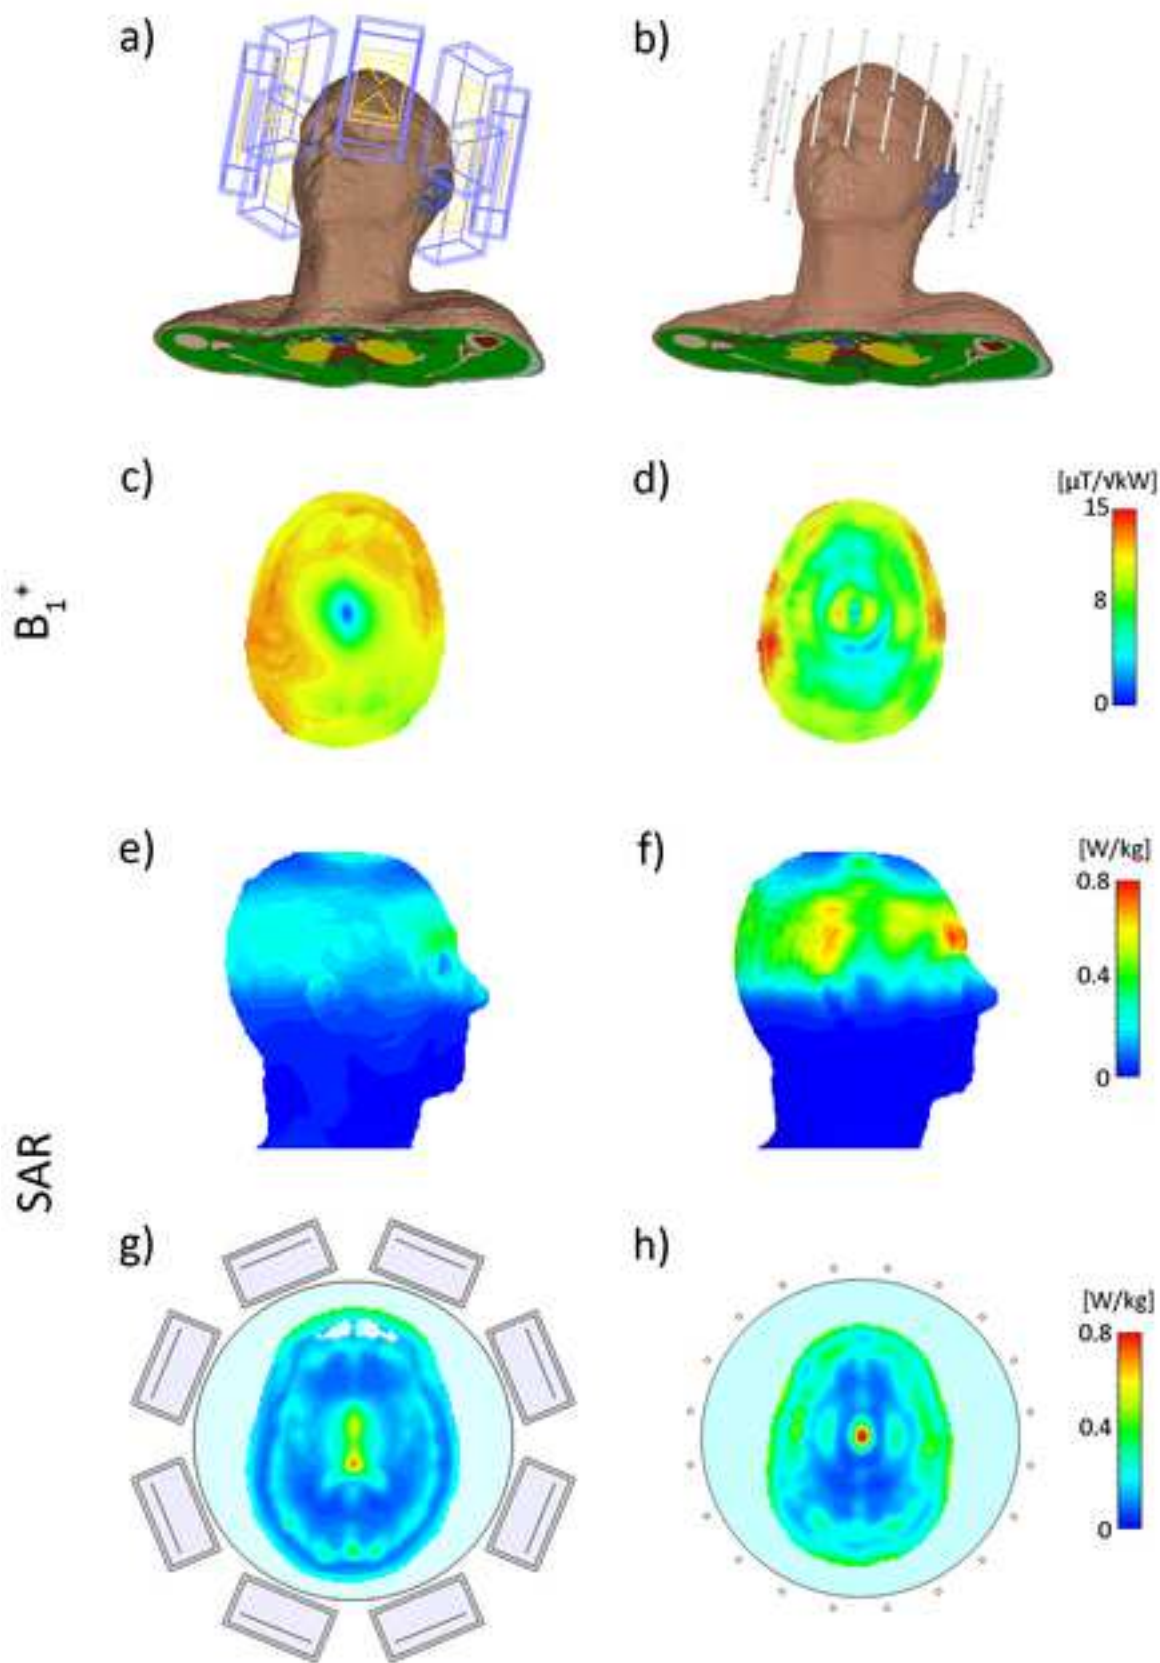 a)
b)
c)
d)
[μT/√kW]
15
8
0
B₁⁺
e)
f)
[W/kg]
0.8
0.4
0
SAR
g)
h)
[W/kg]
0.8
0.4
0